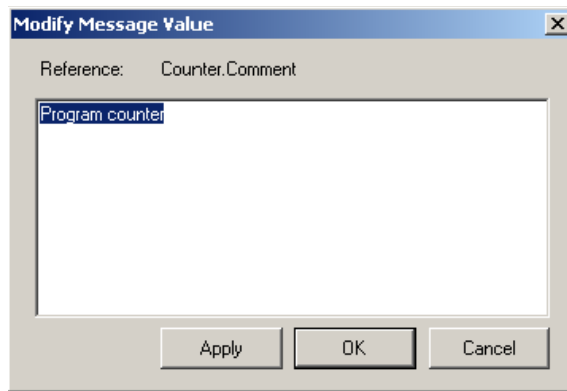 Modify Message Value
Reference: Counter.Comment
Program counter
Apply OK Cancel